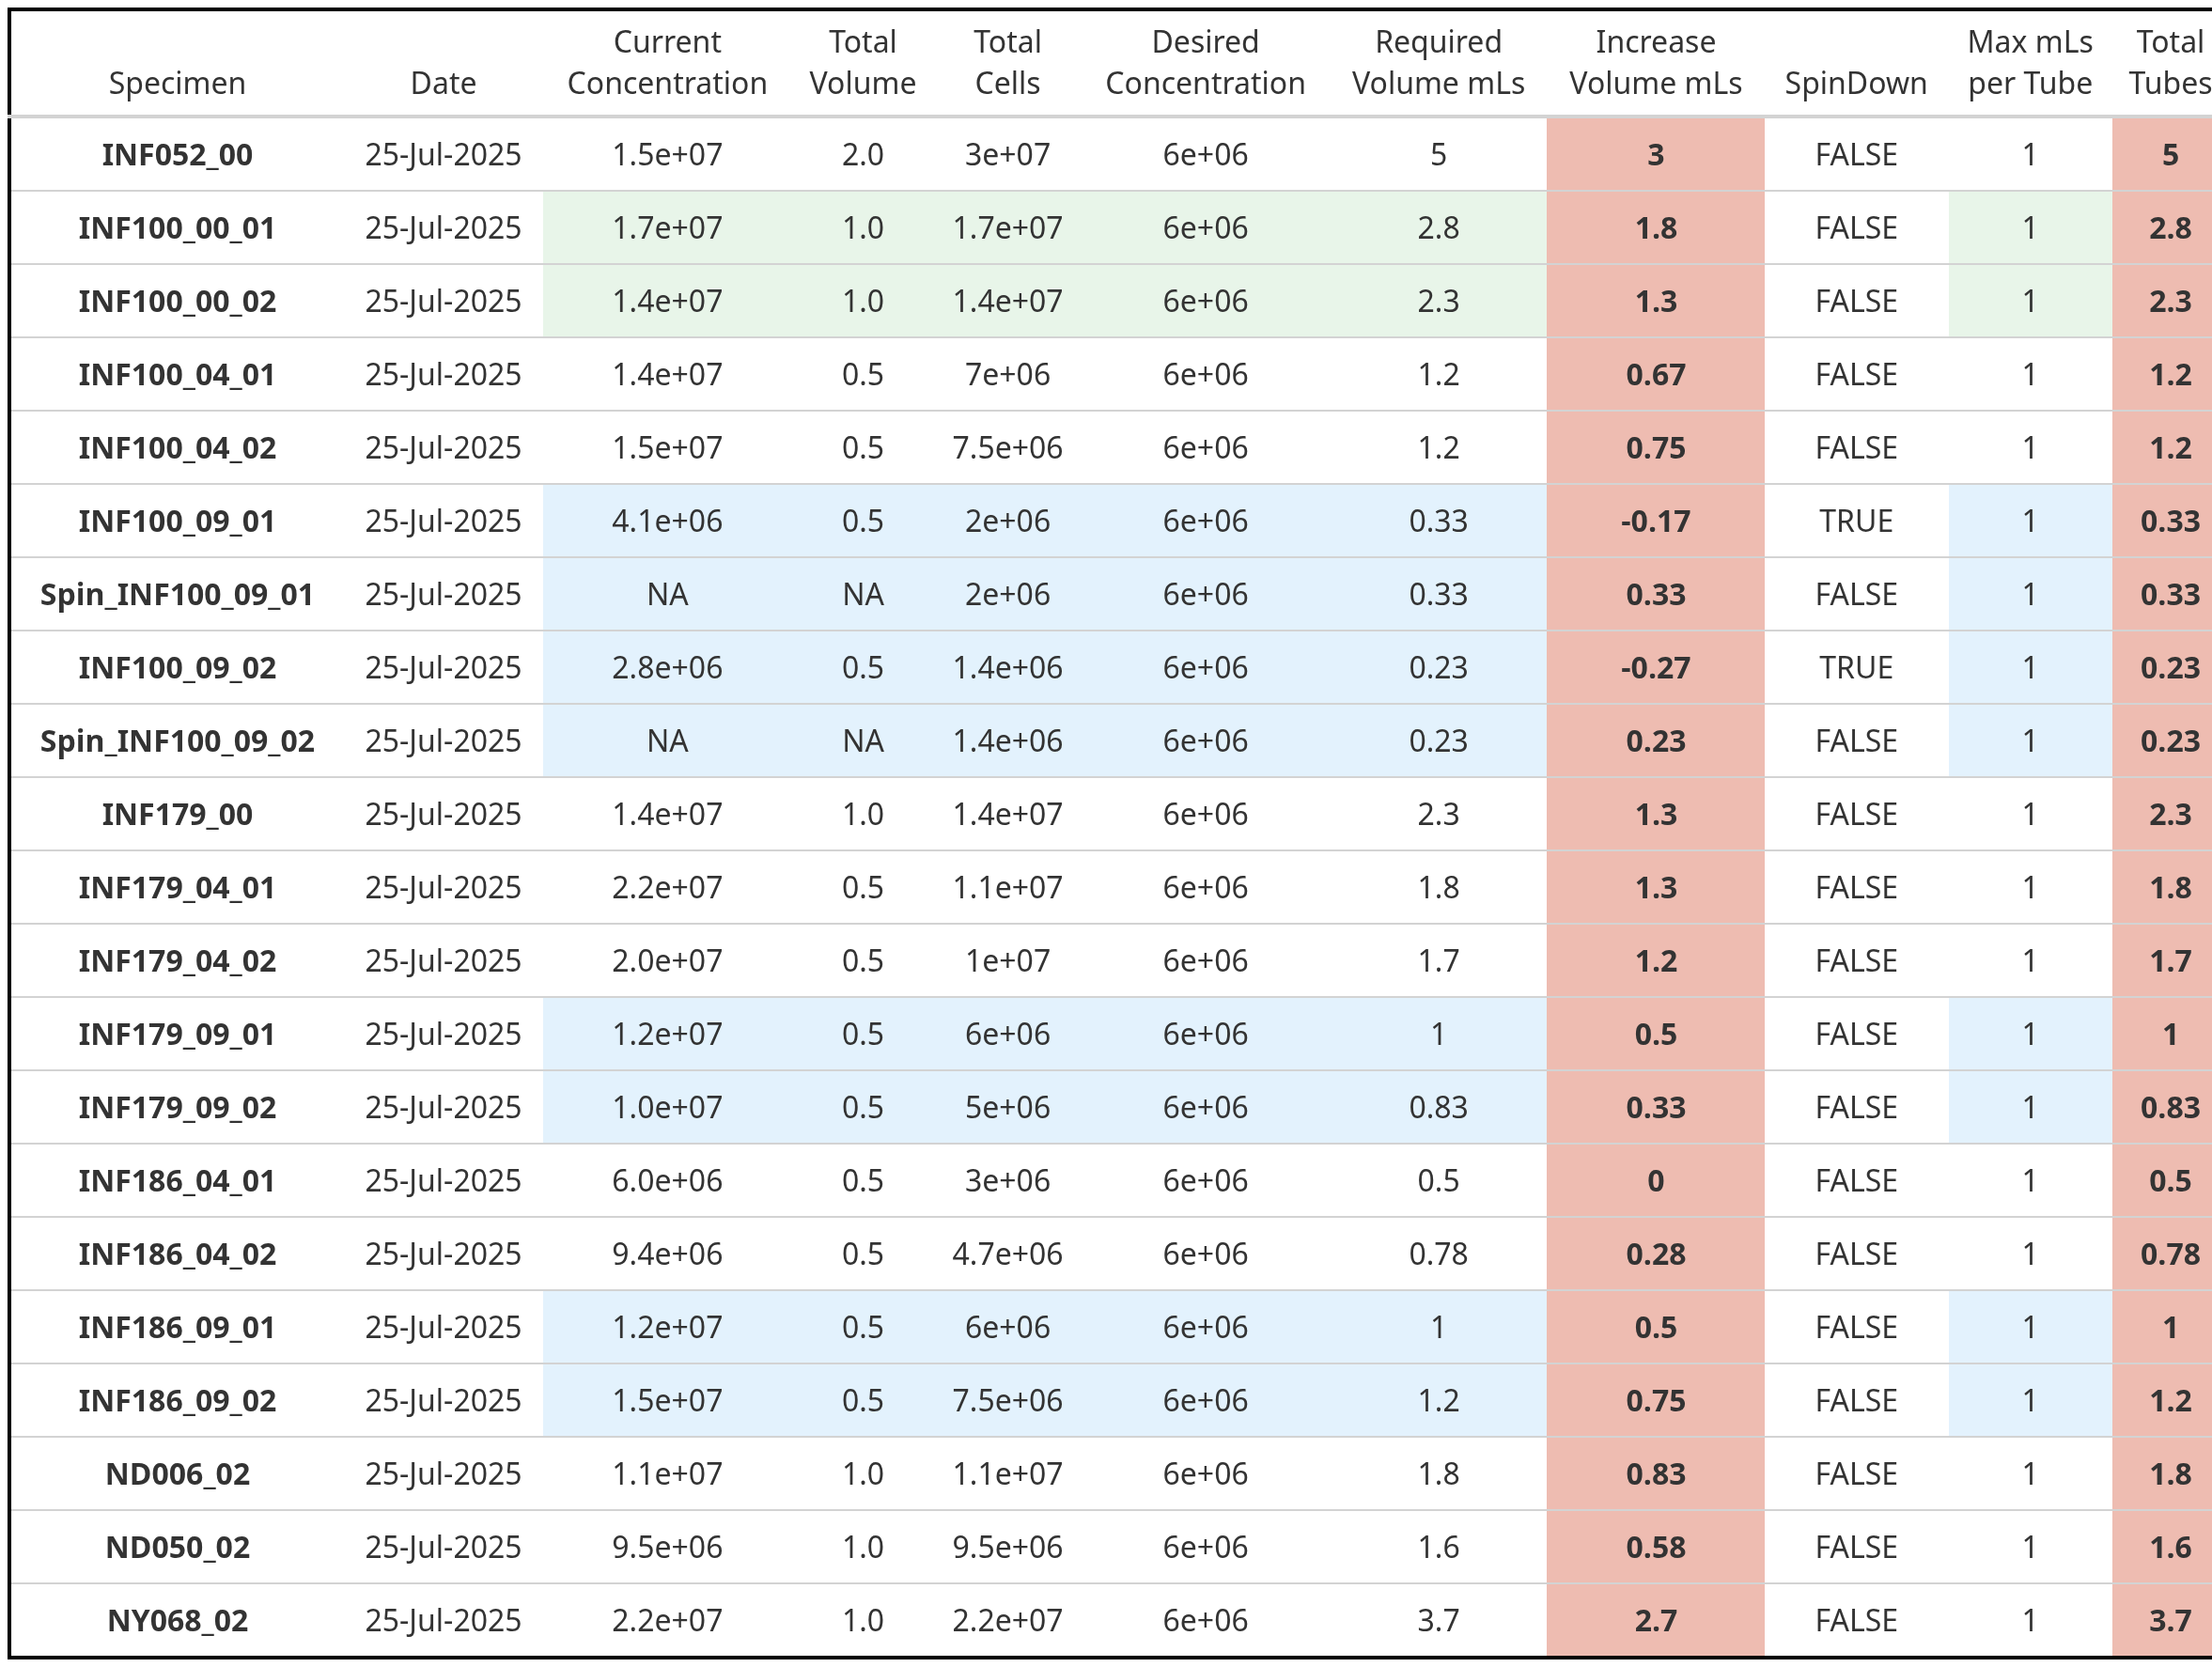 Specimen Date Current Concentration Total Volume Total Cells Desired Concentration Required Volume mLs Increase Volume mLs SpinDown Max mLs per Tube Total Tubes
INF052_00 25-Jul-2025 1.5e+07 2.0 3e+07 6e+06 5 3 FALSE 1 5
INF100_00_01 25-Jul-2025 1.7e+07 1.0 1.7e+07 6e+06 2.8 1.8 FALSE 1 2.8
INF100_00_02 25-Jul-2025 1.4e+07 1.0 1.4e+07 6e+06 2.3 1.3 FALSE 1 2.3
INF100_04_01 25-Jul-2025 1.4e+07 0.5 7e+06 6e+06 1.2 0.67 FALSE 1 1.2
INF100_04_02 25-Jul-2025 1.5e+07 0.5 7.5e+06 6e+06 1.2 0.75 FALSE 1 1.2
INF100_09_01 25-Jul-2025 4.1e+06 0.5 2e+06 6e+06 0.33 -0.17 TRUE 1 0.33
Spin_INF100_09_01 25-Jul-2025 NA NA 2e+06 6e+06 0.33 0.33 FALSE 1 0.33
INF100_09_02 25-Jul-2025 2.8e+06 0.5 1.4e+06 6e+06 0.23 -0.27 TRUE 1 0.23
Spin_INF100_09_02 25-Jul-2025 NA NA 1.4e+06 6e+06 0.23 0.23 FALSE 1 0.23
INF179_00 25-Jul-2025 1.4e+07 1.0 1.4e+07 6e+06 2.3 1.3 FALSE 1 2.3
INF179_04_01 25-Jul-2025 2.2e+07 0.5 1.1e+07 6e+06 1.8 1.3 FALSE 1 1.8
INF179_04_02 25-Jul-2025 2.0e+07 0.5 1e+07 6e+06 1.7 1.2 FALSE 1 1.7
INF179_09_01 25-Jul-2025 1.2e+07 0.5 6e+06 6e+06 1 0.5 FALSE 1 1
INF179_09_02 25-Jul-2025 1.0e+07 0.5 5e+06 6e+06 0.83 0.33 FALSE 1 0.83
INF186_04_01 25-Jul-2025 6.0e+06 0.5 3e+06 6e+06 0.5 0 FALSE 1 0.5
INF186_04_02 25-Jul-2025 9.4e+06 0.5 4.7e+06 6e+06 0.78 0.28 FALSE 1 0.78
INF186_09_01 25-Jul-2025 1.2e+07 0.5 6e+06 6e+06 1 0.5 FALSE 1 1
INF186_09_02 25-Jul-2025 1.5e+07 0.5 7.5e+06 6e+06 1.2 0.75 FALSE 1 1.2
ND006_02 25-Jul-2025 1.1e+07 1.0 1.1e+07 6e+06 1.8 0.83 FALSE 1 1.8
ND050_02 25-Jul-2025 9.5e+06 1.0 9.5e+06 6e+06 1.6 0.58 FALSE 1 1.6
NY068_02 25-Jul-2025 2.2e+07 1.0 2.2e+07 6e+06 3.7 2.7 FALSE 1 3.7